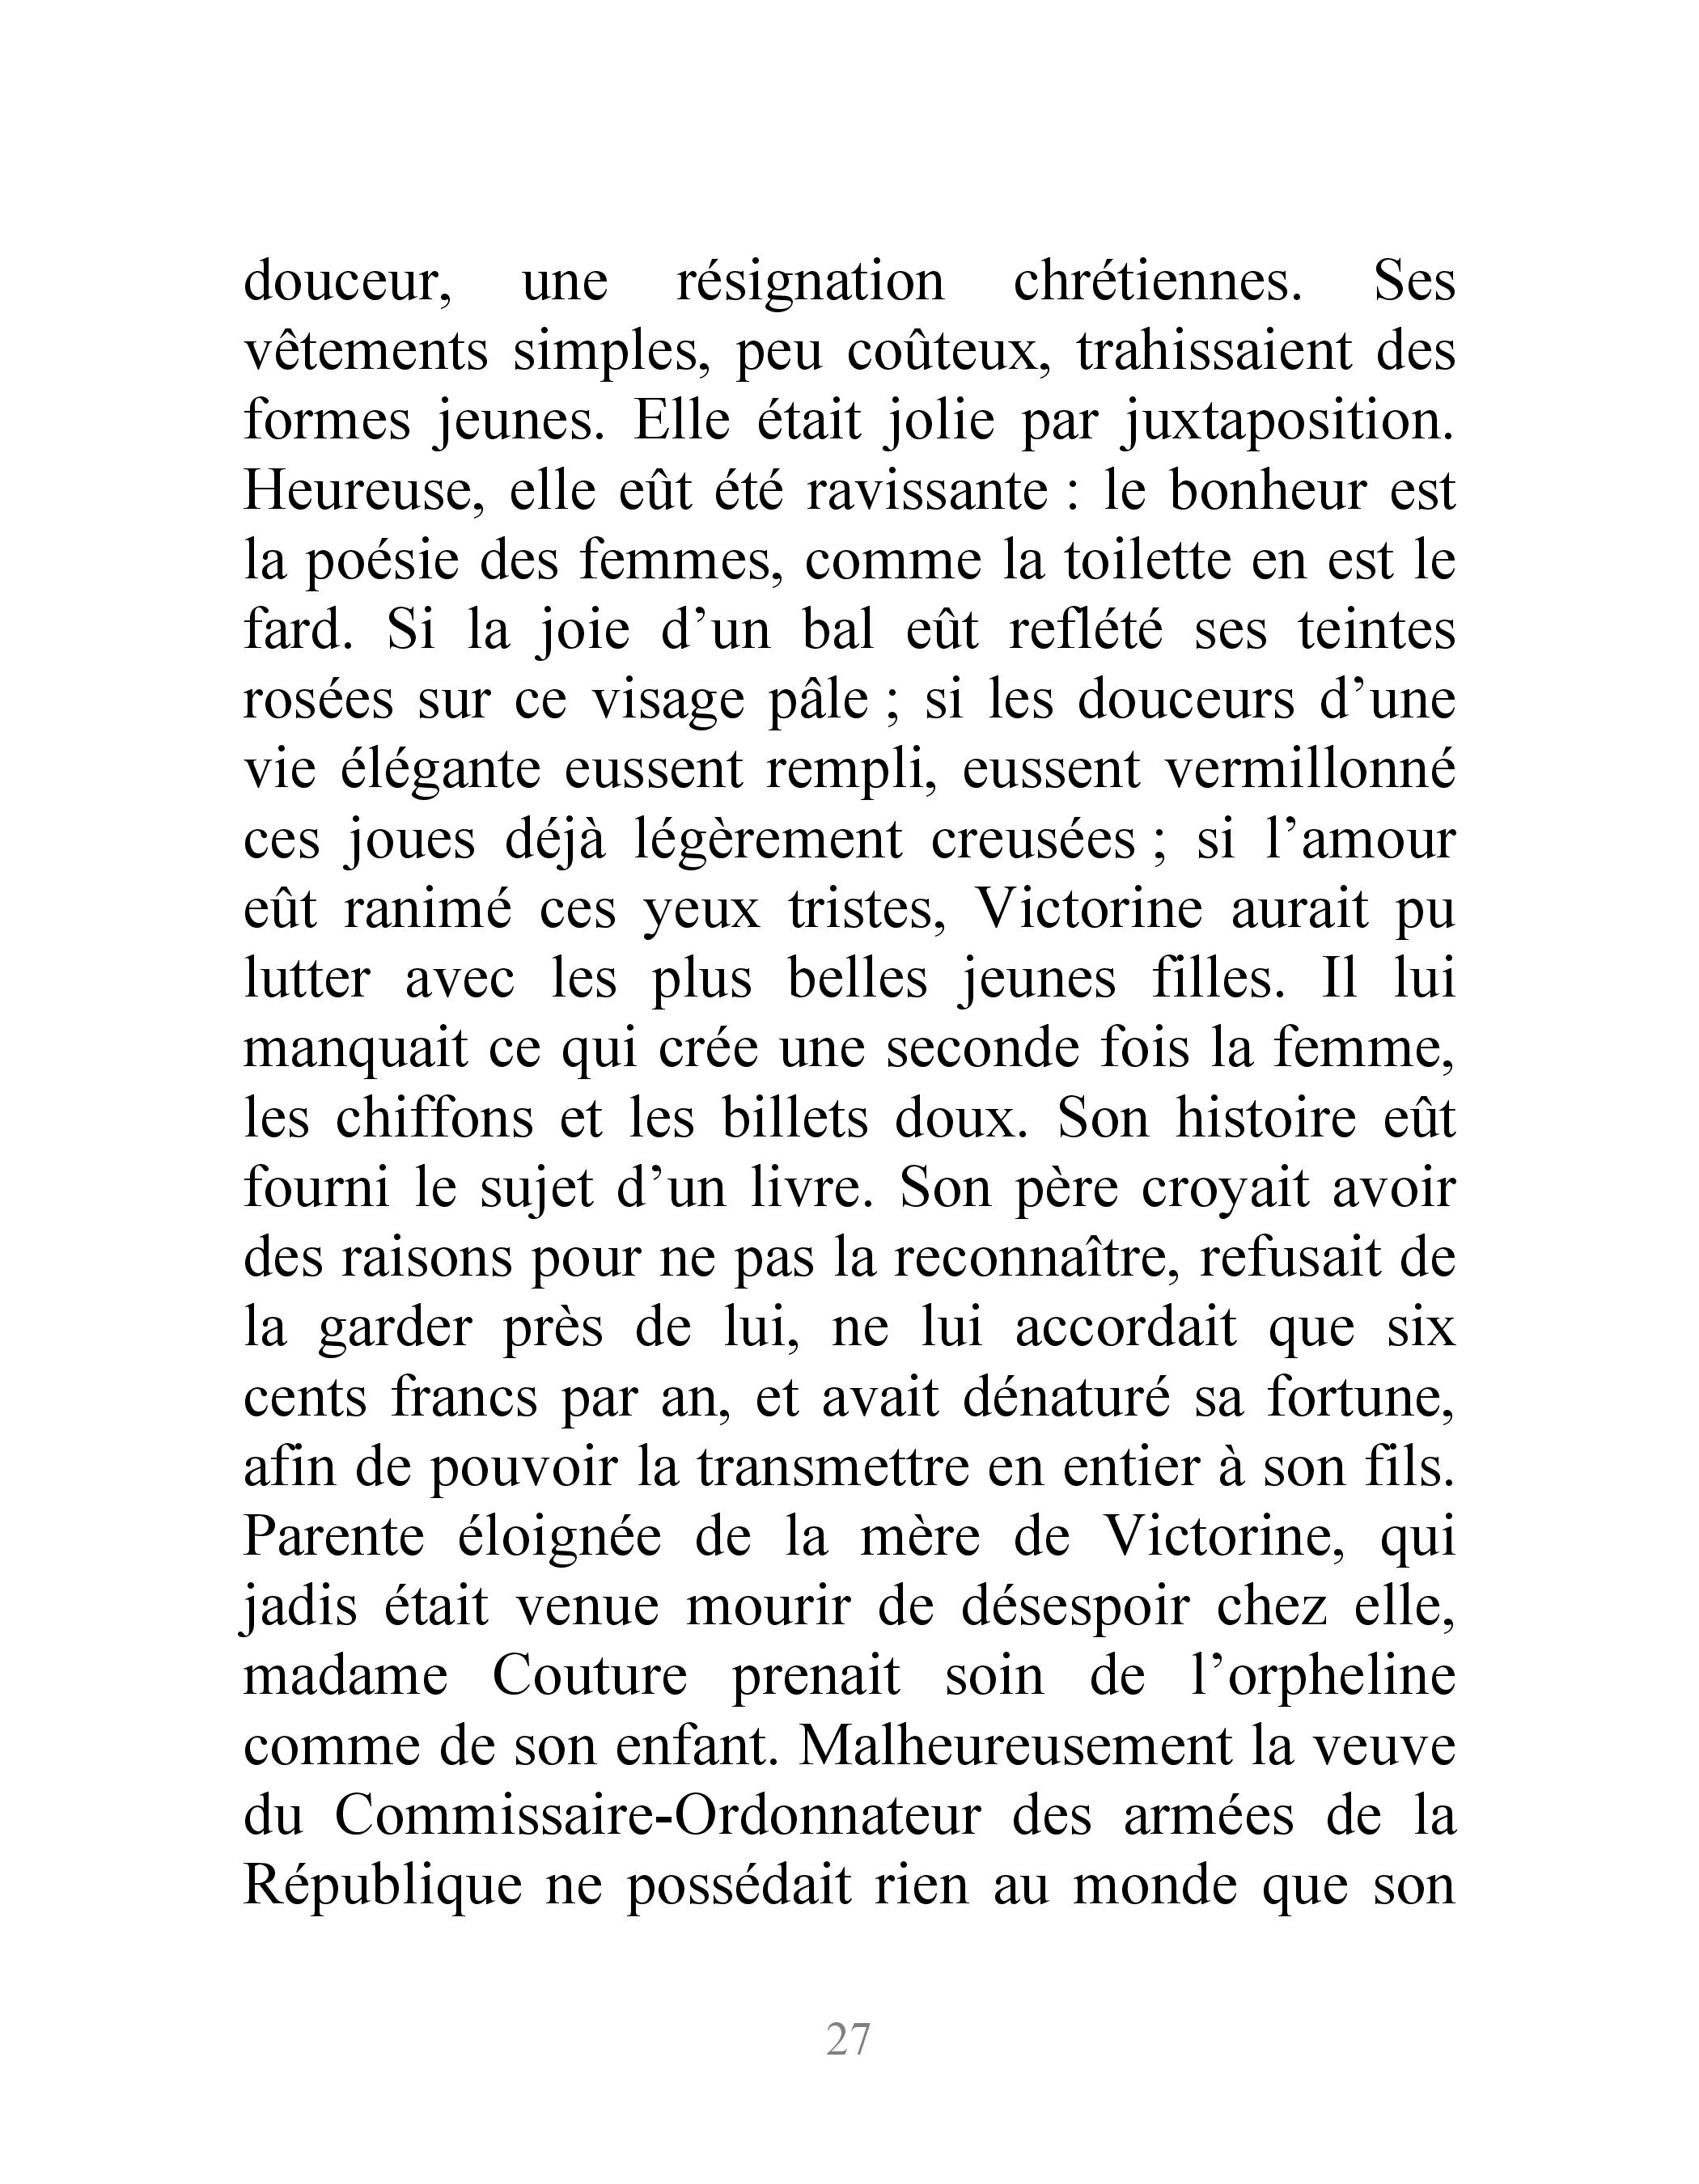 douceur, une résignation chrétiennes. Ses
vêtements simples, peu coûteux, trahissaient des
formes jeunes. Elle était jolie par juxtaposition.
Heureuse, elle eût été ravissante : le bonheur est
la poésie des femmes, comme la toilette en est le
fard. Si la joie d’un bal eût reflété ses teintes
rosées sur ce visage pâle ; si les douceurs d’une
vie élégante eussent rempli, eussent vermillonné
ces joues déjà légèrement creusées ; si l’amour
eût ranimé ces yeux tristes, Victorine aurait pu
lutter avec les plus belles jeunes filles. Il lui
manquait ce qui crée une seconde fois la femme,
les chiffons et les billets doux. Son histoire eût
fourni le sujet d’un livre. Son père croyait avoir
des raisons pour ne pas la reconnaître, refusait de
la garder près de lui, ne lui accordait que six
cents francs par an, et avait dénaturé sa fortune,
afin de pouvoir la transmettre en entier à son fils.
Parente éloignée de la mère de Victorine, qui
jadis était venue mourir de désespoir chez elle,
madame Couture prenait soin de l’orpheline
comme de son enfant. Malheureusement la veuve
du Commissaire-Ordonnateur des armées de la
République ne possédait rien au monde que son
27